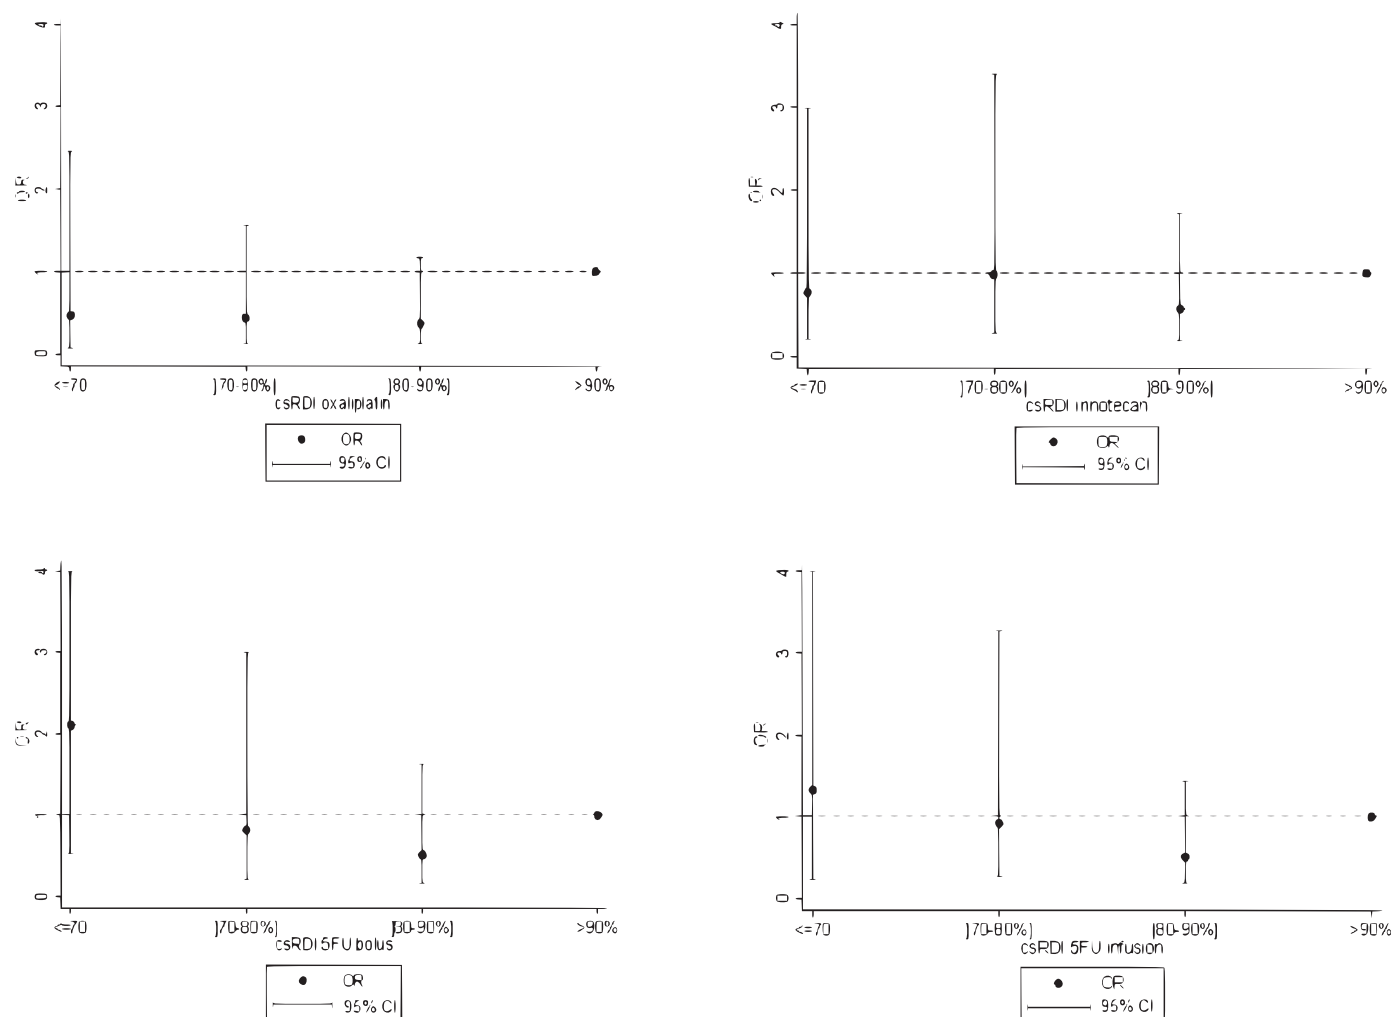 4
3
2
1
0
OR
<=70
]70-80%]
]80-90%]
>90%
csRDI oxaliplatin
OR
95% CI
4
3
2
1
0
OR
<=70
]70-80%]
]80-90%]
>90%
csRDI irinotecan
OR
95% CI
4
3
2
1
0
OR
<=70
]70-80%]
]80-90%]
>90%
csRDI 5FU bolus
OR
95% CI
4
3
2
1
0
OR
<=70
]70-80%]
]80-90%]
>90%
csRDI 5FU infusion
OR
95% CI